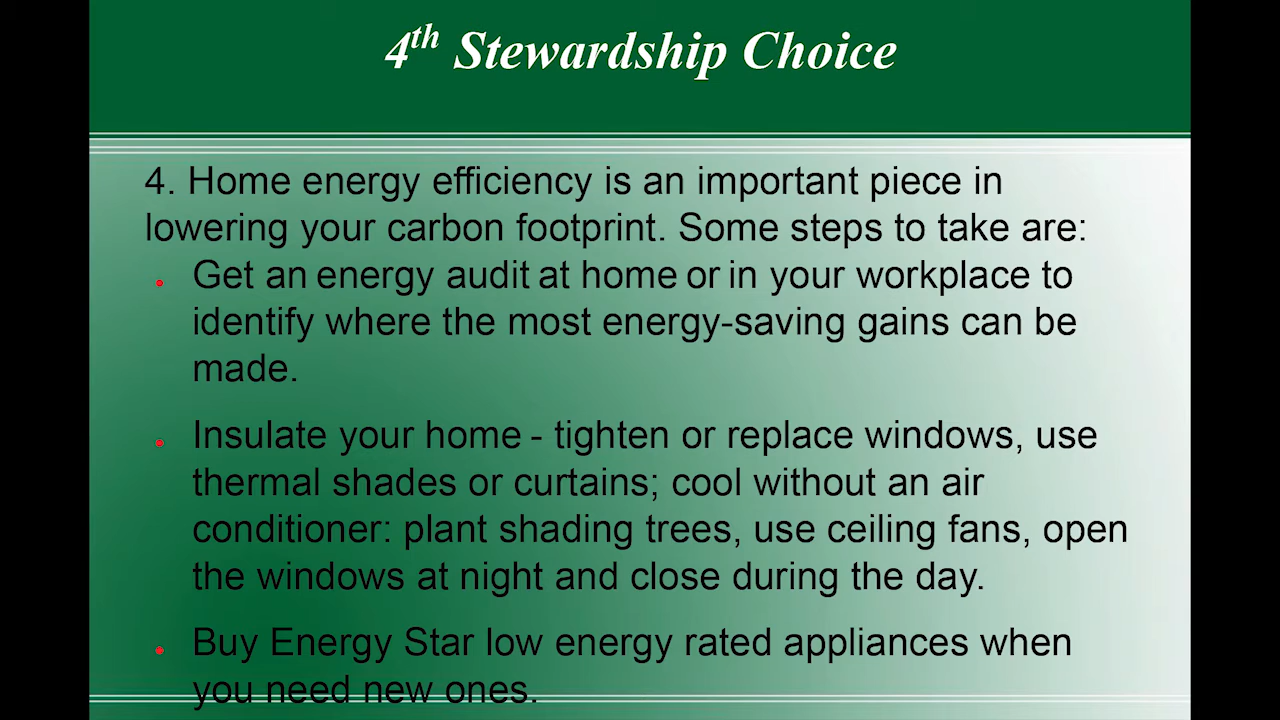 4th Stewardship Choice
4. Home energy efficiency is an important piece in
lowering your carbon footprint. Some steps to take are:
• Get an energy audit at home or in your workplace to
identify where the most energy-saving gains can be
made.
• Insulate your home - tighten or replace windows, use
thermal shades or curtains; cool without an air
conditioner: plant shading trees, use ceiling fans, open
the windows at night and close during the day.
• Buy Energy Star low energy rated appliances when
you need new ones.